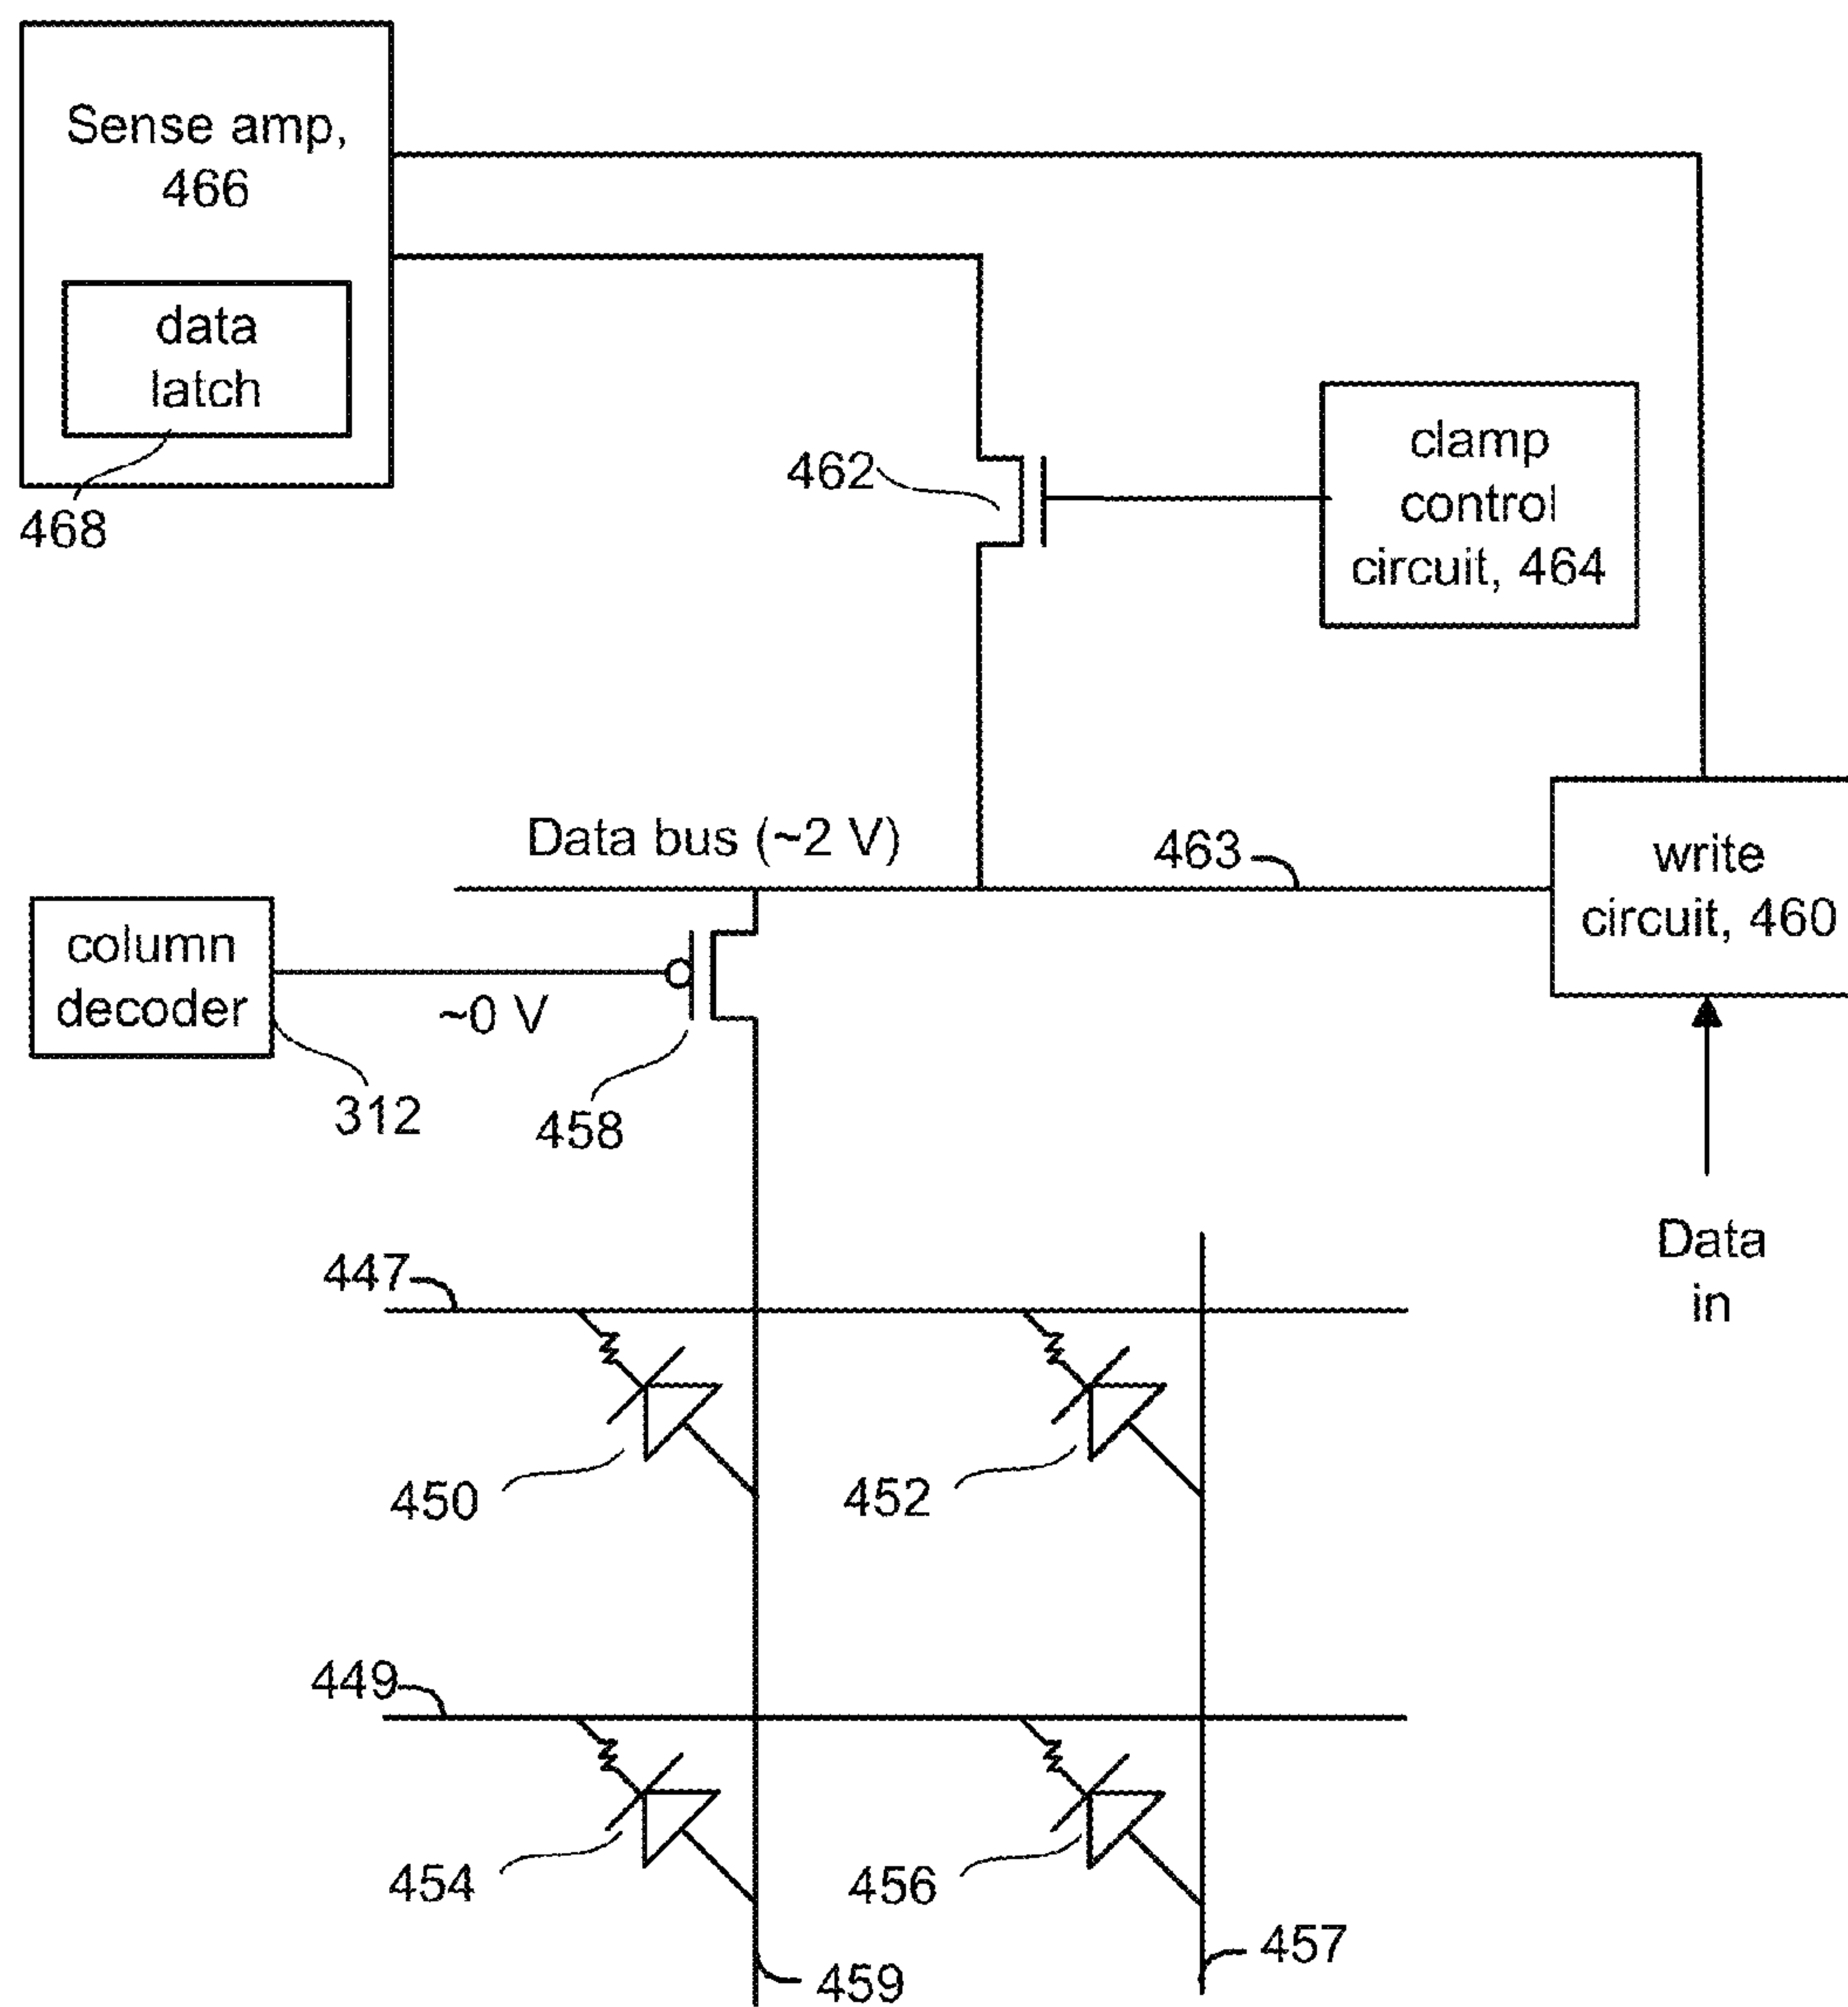 Sense amp,
466
data
latch
468
462
clamp
control
circuit, 464
Data bus (~2 V)
463
write
circuit, 460
column
decoder
~0 V
312
458
Data
in
447
450
452
449
454
456
459
457